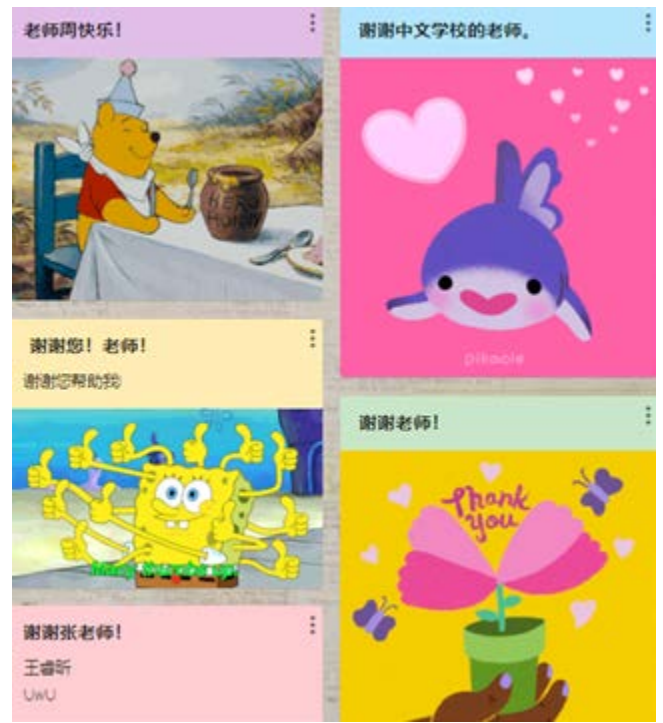 老师周快乐！
HUNNY
谢谢您！老师！
谢谢您帮助我
谢谢张老师！
王睿昕
UwU
谢谢中文学校的老师。
pikaole
谢谢老师！
Thank
you